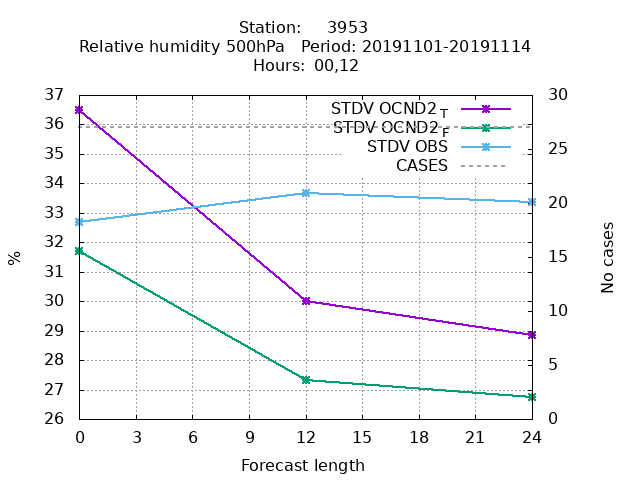 Station: 3953
Relative humidity 500hPa Period: 20191101-20191114
Hours: 00,12
STDV OCND2 T
STDV OCND2 F
STDV OBS
CASES
37
36
35
34
33
32
31
30
29
28
27
26
30
25
20
15
10
5
0
%
No cases
0 3 6 9 12 15 18 21 24
Forecast length